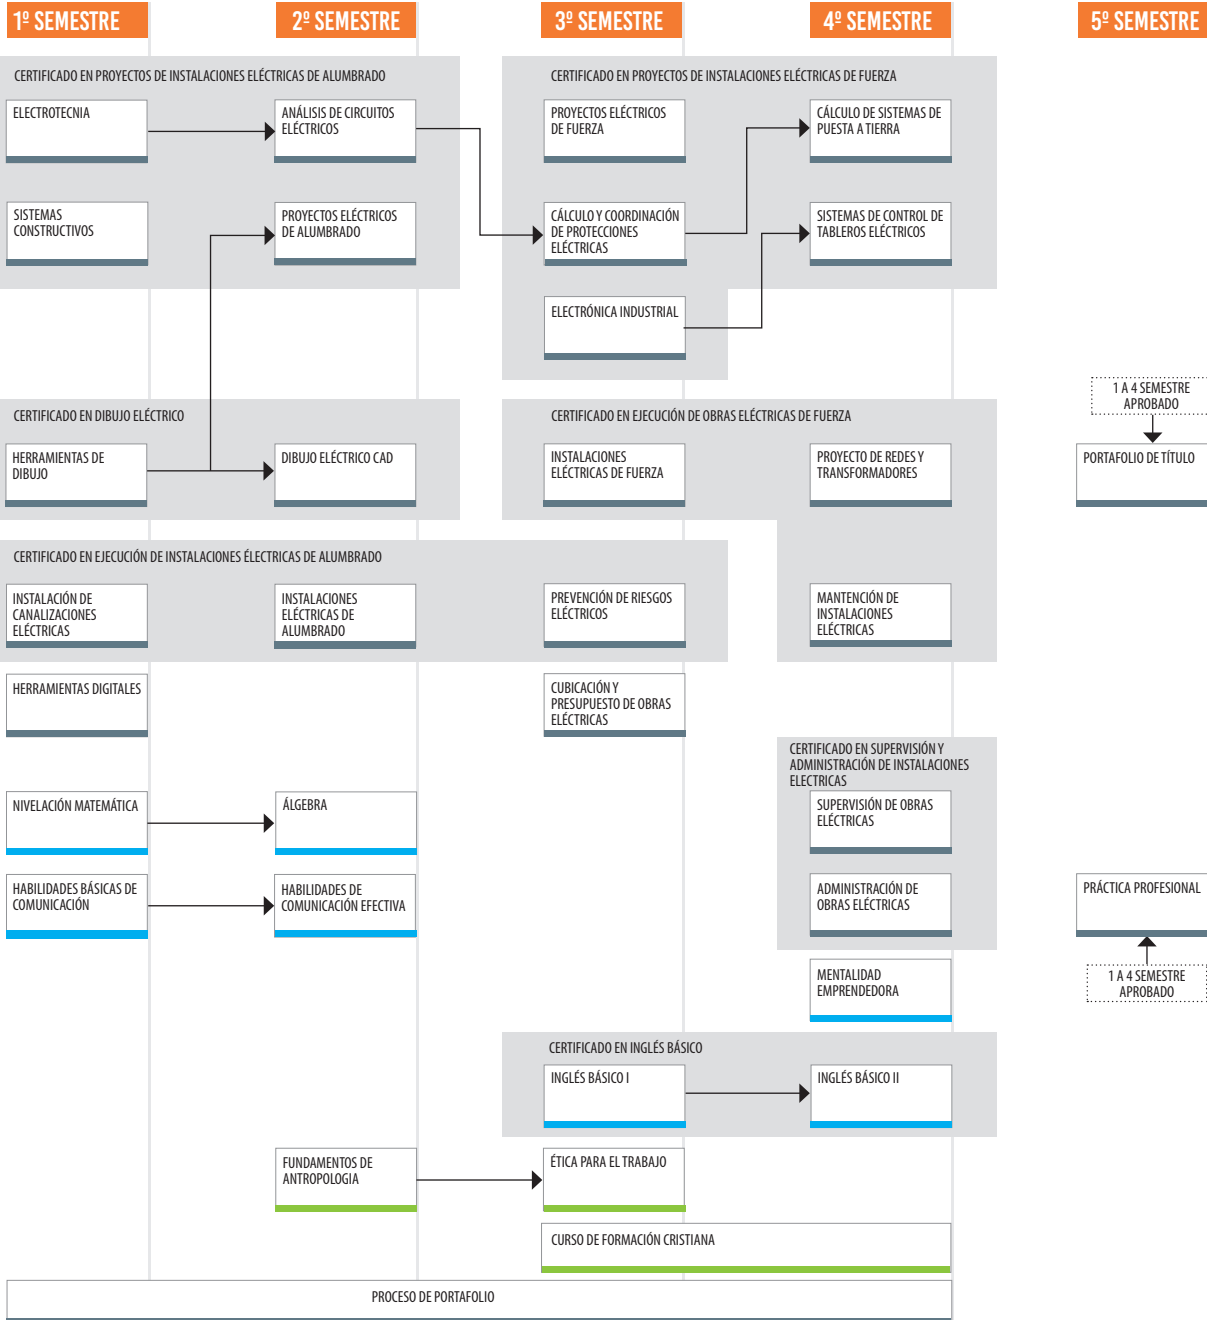 1º SEMESTRE
2º SEMESTRE
3º SEMESTRE
4º SEMESTRE
5º SEMESTRE
CERTIFICADO EN PROYECTOS DE INSTALACIONES ELÉCTRICAS DE ALUMBRADO
CERTIFICADO EN PROYECTOS DE INSTALACIONES ELÉCTRICAS DE FUERZA
ELECTROTECNIA
ANÁLISIS DE CIRCUITOS
ELÉCTRICOS
PROYECTOS ELÉCTRICOS
DE FUERZA
CÁLCULO DE SISTEMAS DE
PUESTA A TIERRA
SISTEMAS
CONSTRUCTIVOS
PROYECTOS ELÉCTRICOS
DE ALUMBRADO
CÁLCULO Y COORDINACIÓN
DE PROTECCIONES
ELÉCTRICAS
SISTEMAS DE CONTROL DE
TABLEROS ELÉCTRICOS
ELECTRÓNICA INDUSTRIAL
1 A 4 SEMESTRE
APROBADO
CERTIFICADO EN DIBUJO ELÉCTRICO
CERTIFICADO EN EJECUCIÓN DE OBRAS ELÉCTRICAS DE FUERZA
HERRAMIENTAS DE
DIBUJO
DIBUJO ELÉCTRICO CAD
INSTALACIONES
ELÉCTRICAS DE FUERZA
PROYECTO DE REDES Y
TRANSFORMADORES
PORTAFOLIO DE TÍTULO
CERTIFICADO EN EJECUCIÓN DE INSTALACIONES ÉLECTRICAS DE ALUMBRADO
INSTALACIÓN DE
CANALIZACIONES
ELÉCTRICAS
INSTALACIONES
ELÉCTRICAS DE
ALUMBRADO
PREVENCIÓN DE RIESGOS
ELÉCTRICOS
MANTENCIÓN DE
INSTALACIONES
ELÉCTRICAS
HERRAMIENTAS DIGITALES
CUBICACIÓN Y
PRESUPUESTO DE OBRAS
ELÉCTRICAS
CERTIFICADO EN SUPERVISIÓN Y
ADMINISTRACIÓN DE INSTALACIONES
ELECTRICAS
NIVELACIÓN MATEMÁTICA
ÁLGEBRA
SUPERVISIÓN DE OBRAS
ELÉCTRICAS
HABILIDADES BÁSICAS DE
COMUNICACIÓN
HABILIDADES DE
COMUNICACIÓN EFECTIVA
ADMINISTRACIÓN DE
OBRAS ELÉCTRICAS
PRÁCTICA PROFESIONAL
MENTALIDAD
EMPRENDEDORA
1 A 4 SEMESTRE
APROBADO
CERTIFICADO EN INGLÉS BÁSICO
INGLÉS BÁSICO I
INGLÉS BÁSICO II
FUNDAMENTOS DE
ANTROPOLOGIA
ÉTICA PARA EL TRABAJO
CURSO DE FORMACIÓN CRISTIANA
PROCESO DE PORTAFOLIO